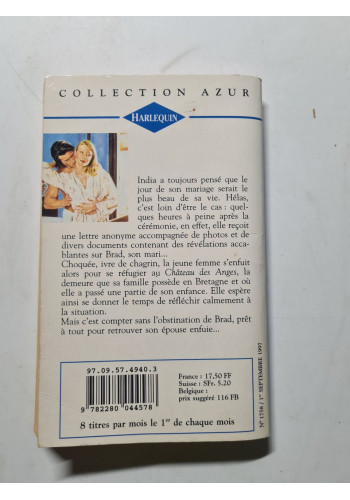 COLLECTION AZUR
HARLEQUIN
India a toujours pensé que le
jour de son mariage serait le
plus beau de sa vie. Hélas,
c'est loin d'être le cas : quel-
ques heures à peine après la
cérémonie, en effet, elle reçoit
une lettre anonyme accompagnée de photos et de
divers documents contenant des révélations acca-
blantes sur Brad, son mari...
Choquée, ivre de chagrin, la jeune femme s'enfuit
alors pour se réfugier au Château des Anges, la
demeure que sa famille possède en Bretagne et où
elle a passé une partie de son enfance. Elle espère
ainsi se donner le temps de réfléchir calmement à
la situation.
Mais c'est compter sans l'obstination de Brad, prêt
à tout pour retrouver son épouse enfuie...
97.09.57.4940.3
9 782280 044578
France : 17,50 FF
Suisse : SFr. 5.20
Belgique :
prix suggéré 116 FB
8 titres par mois le 1er de chaque mois
N° 1756 / 1er SEPTEMBRE 1997